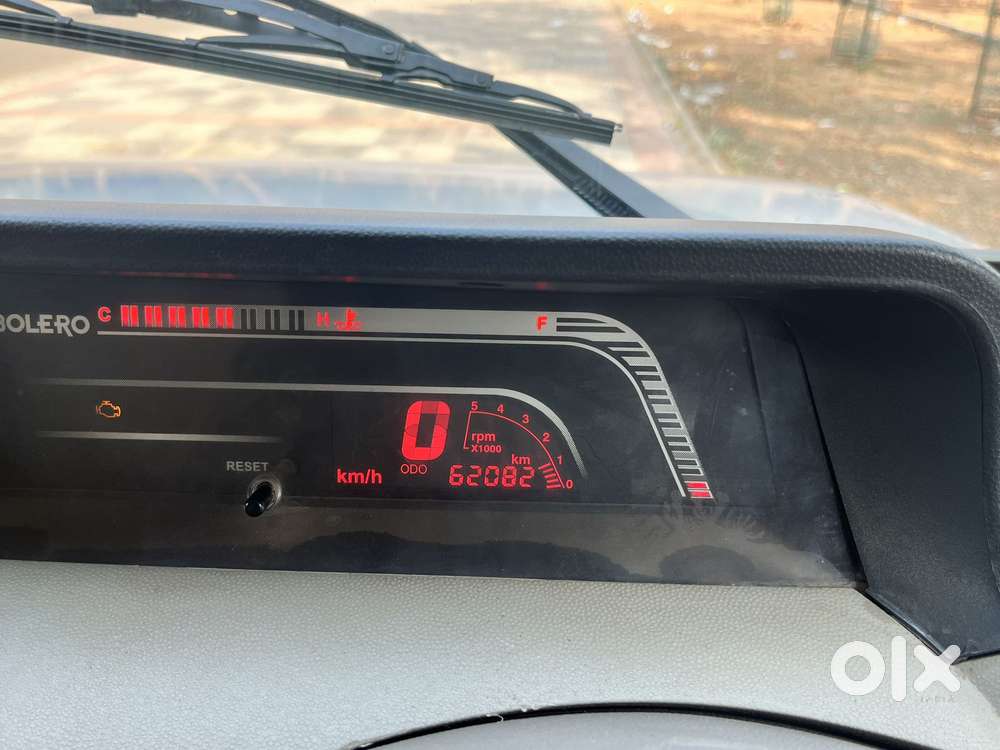 BOLERO
C
H
F
0
5
4
3
2
1
0
rpm
X1000
km
RESET
km/h
ODO
62082
olx